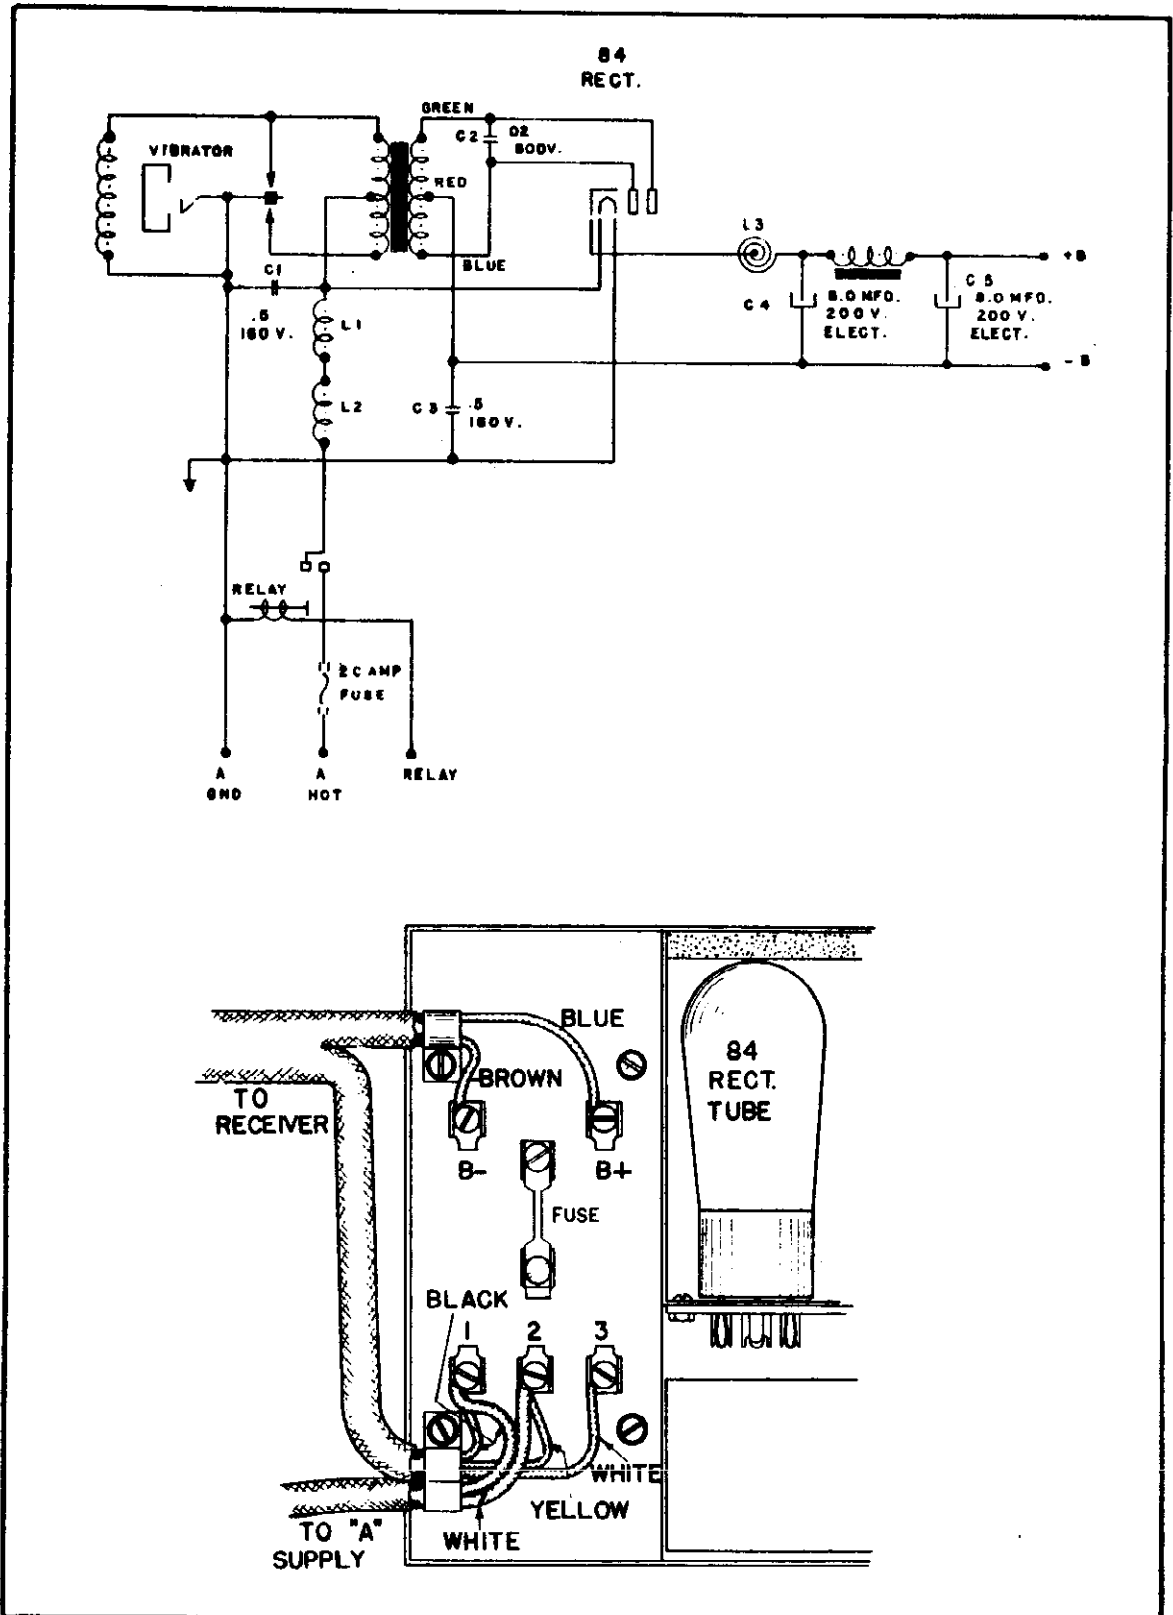 84
RECT.
GREEN
C2
02
800V.
VIBRATOR
RED
BLUE
L3
+B
C1
.5
160 V.
L1
C4
8.0 MFD.
200 V.
ELECT.
C5
8.0 MFD.
200 V.
ELECT.
- B
L2
C3
.5
160 V.
RELAY
20 AMP
FUSE
A
GND
A
HOT
RELAY
BLUE
BROWN
84
RECT.
TUBE
TO
RECEIVER
B-
B+
FUSE
BLACK
1
2
3
WHITE
YELLOW
TO "A"
SUPPLY
WHITE